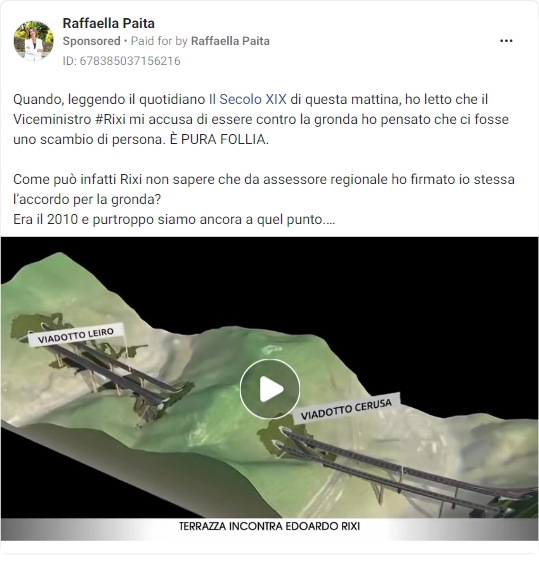 Raffaella Paita
Sponsored • Paid for by Raffaella Paita
ID: 678385037156216
Quando, leggendo il quotidiano Il Secolo XIX di questa mattina, ho letto che il
Viceministro #Rixi mi accusa di essere contro la gronda ho pensato che ci fosse
uno scambio di persona. È PURA FOLLIA.
Come può infatti Rixi non sapere che da assessore regionale ho firmato io stessa
l'accordo per la gronda?
Era il 2010 e purtroppo siamo ancora a quel punto....
VIADOTTO LEIRO
VIADOTTO CERUSA
TERRAZZA INCONTRA EDOARDO RIXI